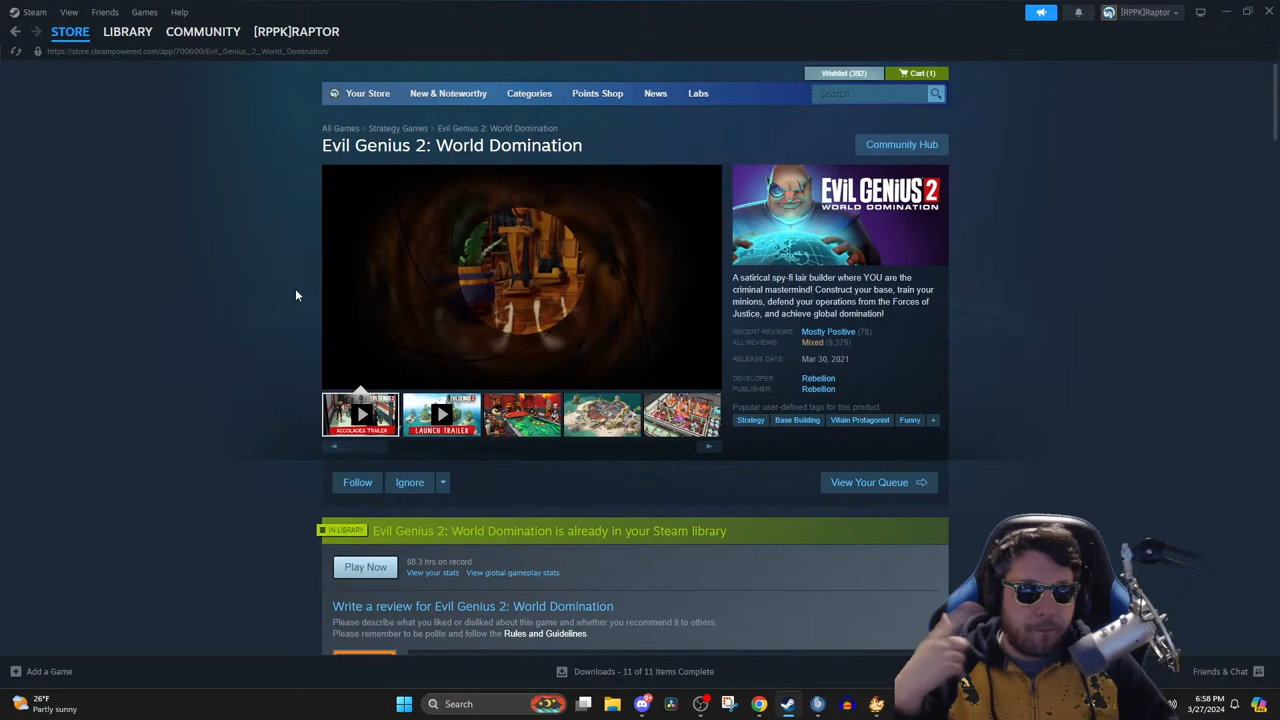 Steam View Friends Games Help [RPPK]Raptor
STORE LIBRARY COMMUNITY [RPPK]RAPTOR
https://store.steampowered.com/app/700600/Evil_Genius_2_World_Domination/
Wishlist (392) Cart (1)
Your Store New & Noteworthy Categories Points Shop News Labs search
All Games > Strategy Games > Evil Genius 2: World Domination
Evil Genius 2: World Domination
Community Hub
EVIL GENIUS 2
WORLD DOMINATION
A satirical spy-fi lair builder where YOU are the
criminal mastermind! Construct your base, train your
minions, defend your operations from the Forces of
Justice, and achieve global domination!
RECENT REVIEWS: Mostly Positive (78)
ALL REVIEWS: Mixed (9,379)
RELEASE DATE: Mar 30, 2021
DEVELOPER: Rebellion
PUBLISHER: Rebellion
Popular user-defined tags for this product:
Strategy Base Building Villain Protagonist Funny +
ACCOLADES TRAILER LAUNCH TRAILER
Follow Ignore View Your Queue
IN LIBRARY Evil Genius 2: World Domination is already in your Steam library
Play Now
88.3 hrs on record
View your stats View global gameplay stats
Write a review for Evil Genius 2: World Domination
Please describe what you liked or disliked about this game and whether you recommend it to others.
Please remember to be polite and follow the Rules and Guidelines.
Add a Game Downloads - 11 of 11 Items Complete Friends & Chat
26°F
Partly sunny
Search
6:58 PM
3/27/2024